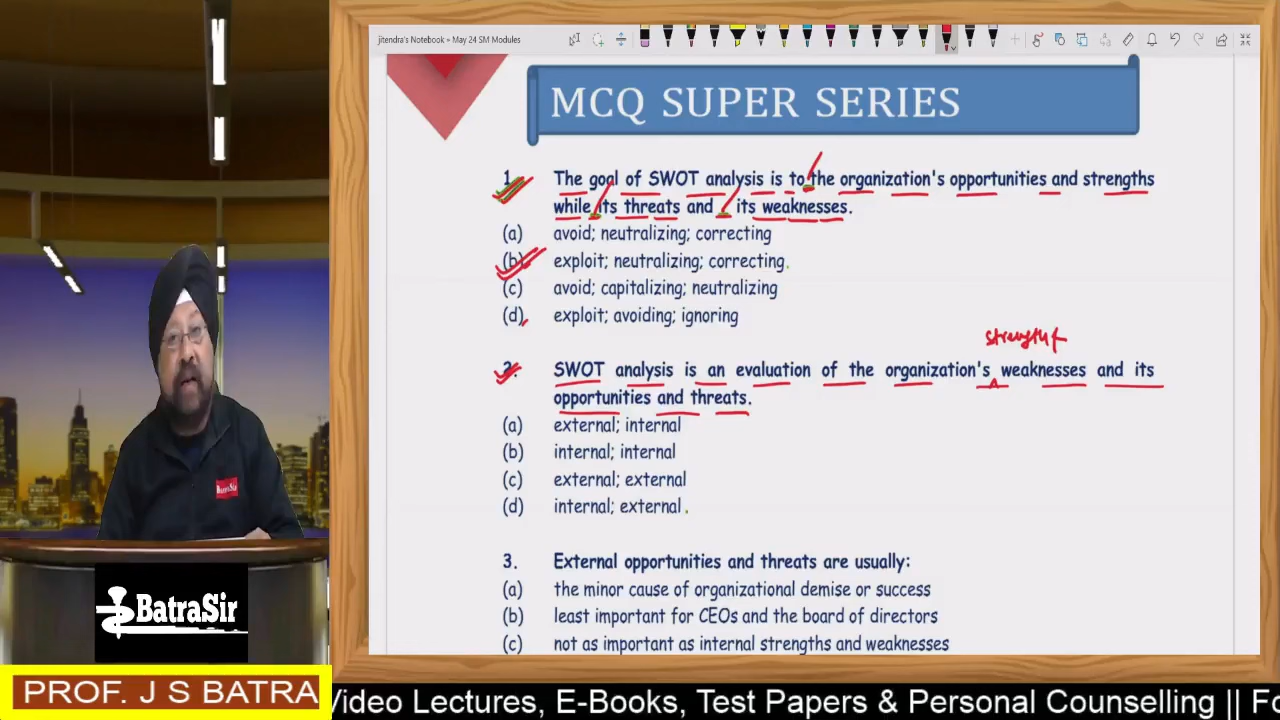 jitendra's Notebook » May 24 SM Modules
MCQ SUPER SERIES
1. The goal of SWOT analysis is to the organization's opportunities and strengths
while its threats and its weaknesses.
(a) avoid; neutralizing; correcting
(b) exploit; neutralizing; correcting.
(c) avoid; capitalizing; neutralizing
(d) exploit; avoiding; ignoring
strength
2. SWOT analysis is an evaluation of the organization's weaknesses and its
opportunities and threats.
(a) external; internal
(b) internal; internal
(c) external; external
(d) internal; external.
3. External opportunities and threats are usually:
(a) the minor cause of organizational demise or success
(b) least important for CEOs and the board of directors
(c) not as important as internal strengths and weaknesses
BatraSir
BatraSir
PROF. J S BATRA
Video Lectures, E-Books, Test Papers & Personal Counselling || Fo